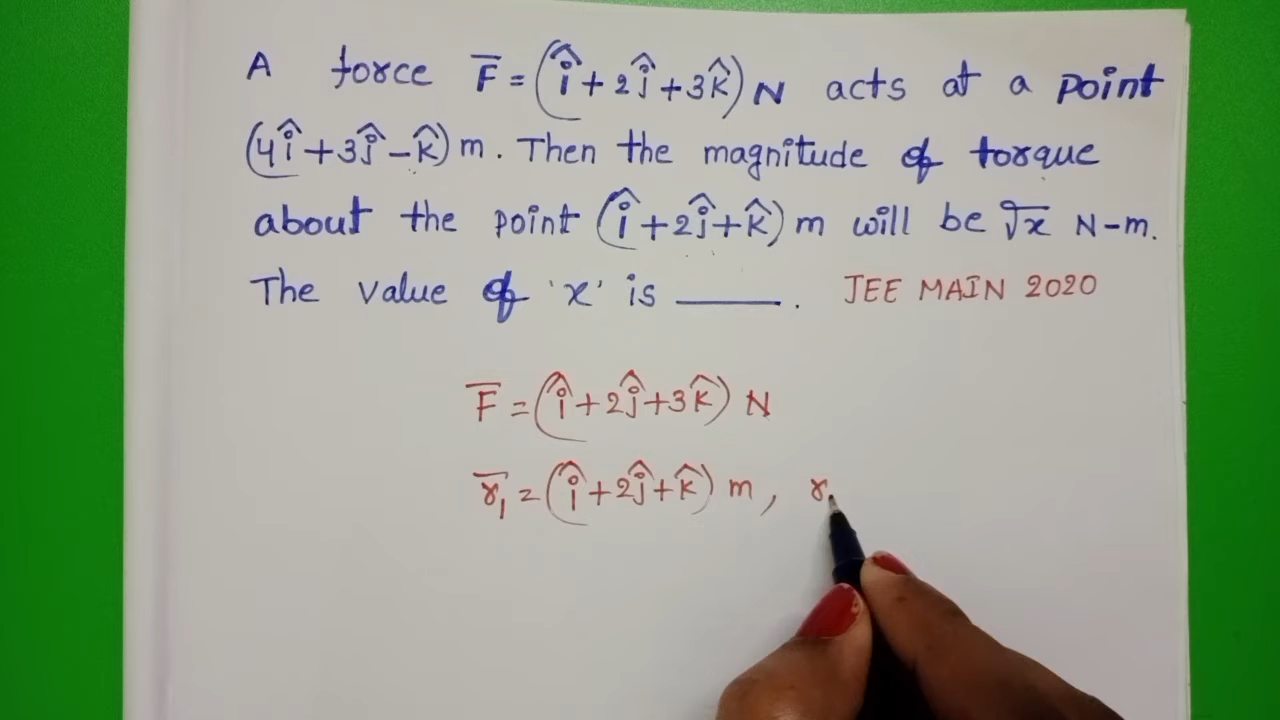 A force F̅ = (î + 2ĵ + 3k̂) N acts at a point
(4î + 3ĵ - k̂) m. Then the magnitude of torque
about the point (î + 2ĵ + k̂) m will be √x N-m.
The value of 'x' is ______. JEE MAIN 2020
F̅ = (î + 2ĵ + 3k̂) N
r̅₁ = (î + 2ĵ + k̂) m, r